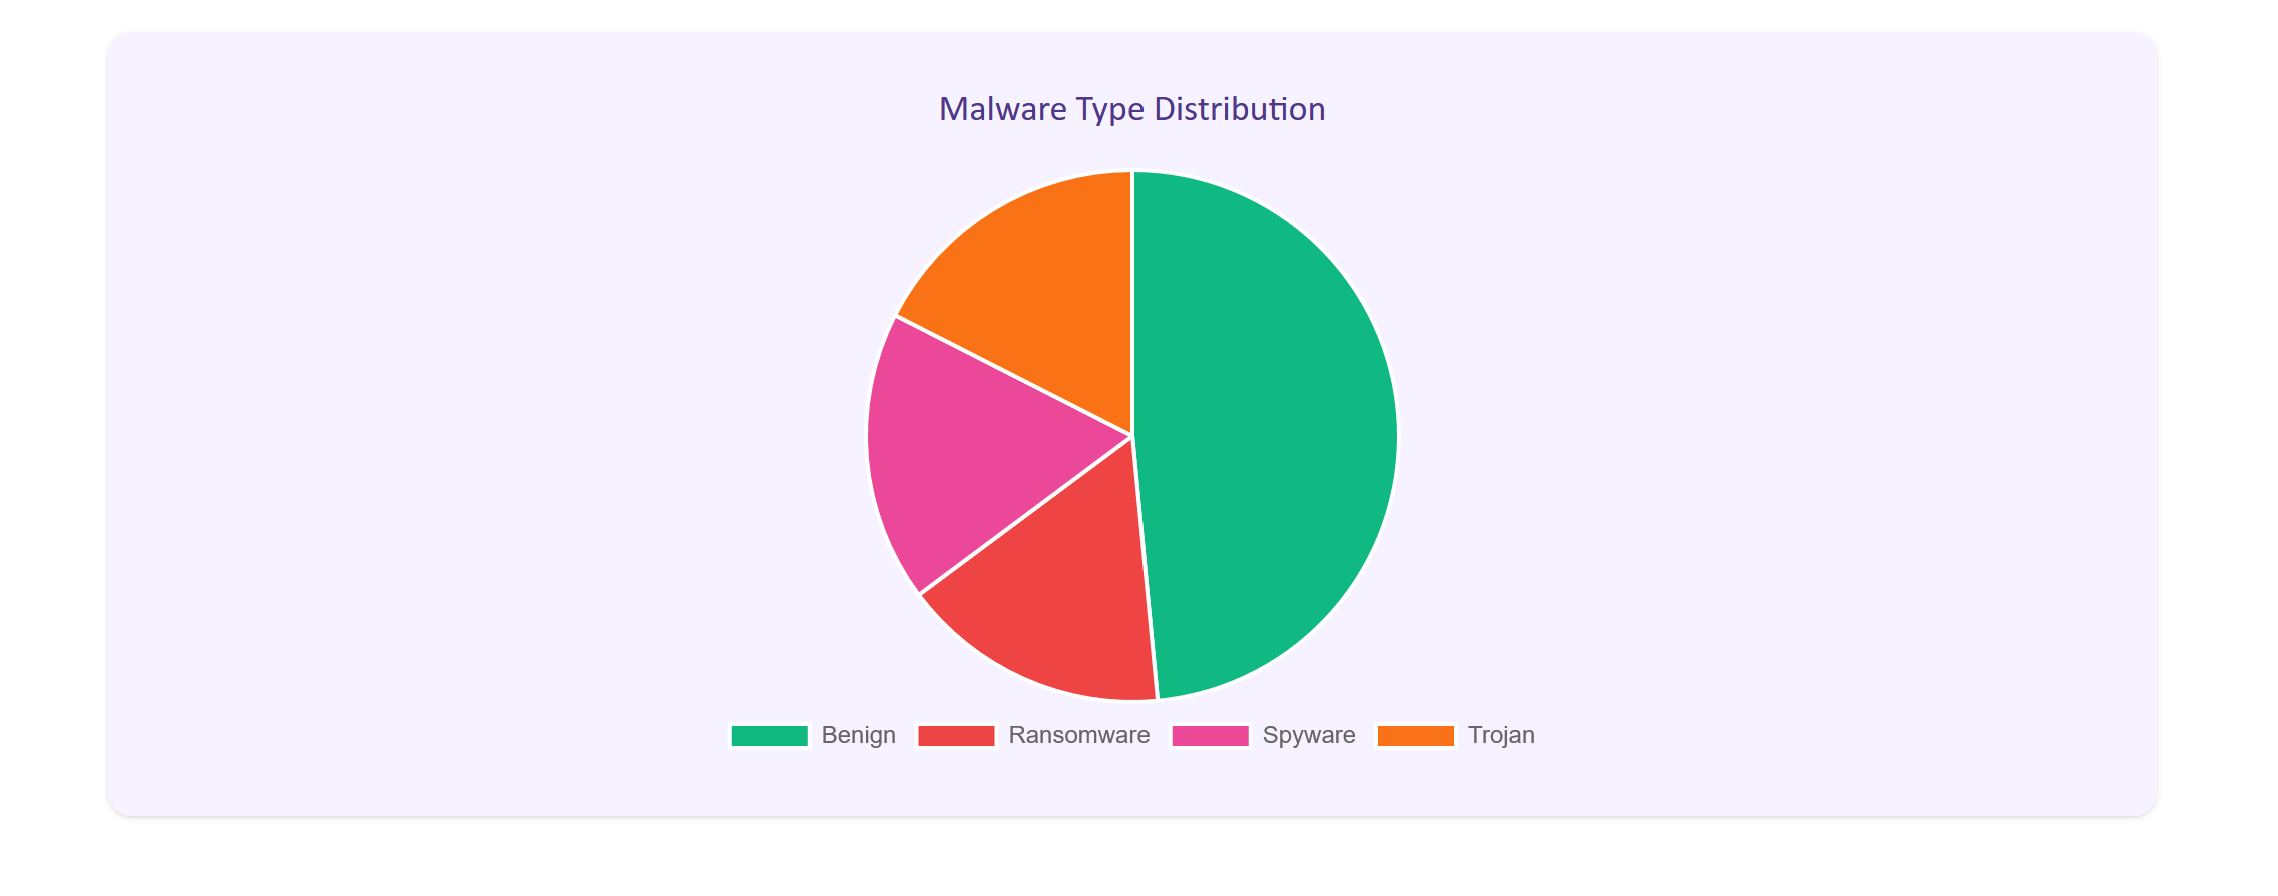 Malware Type Distribution
Benign Ransomware Spyware Trojan